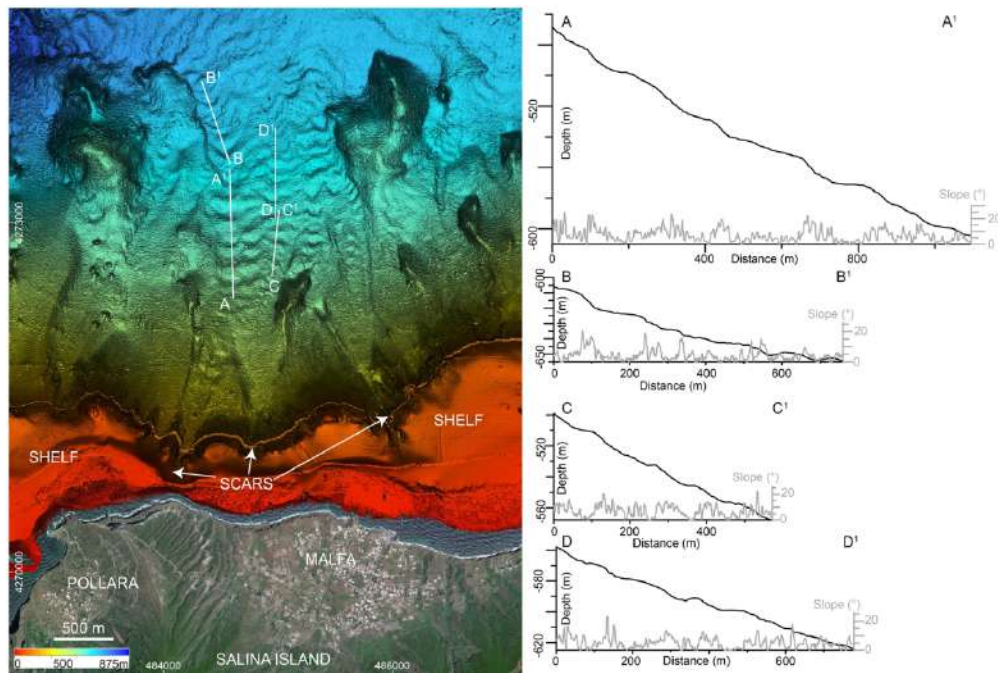 B¹
D¹
B
A¹
D C¹
C
A
4273000
SHELF
SHELF
SCARS
4270000
POLLARA
MALFA
500 m
0 500 875m
SALINA ISLAND
484000
486000
A
A¹
-520
Depth (m)
-600
Slope (°)
20
0
0
400
800
Distance (m)
B
B¹
-600
Depth (m)
-650
Slope (°)
20
0
0 200 400 600
Distance (m)
C
C¹
-520
Depth (m)
-560
Slope (°)
20
0
0
200
400
Distance (m)
D
D¹
-580
Depth (m)
-620
Slope (°)
20
0
0
200
400
600
Distance (m)